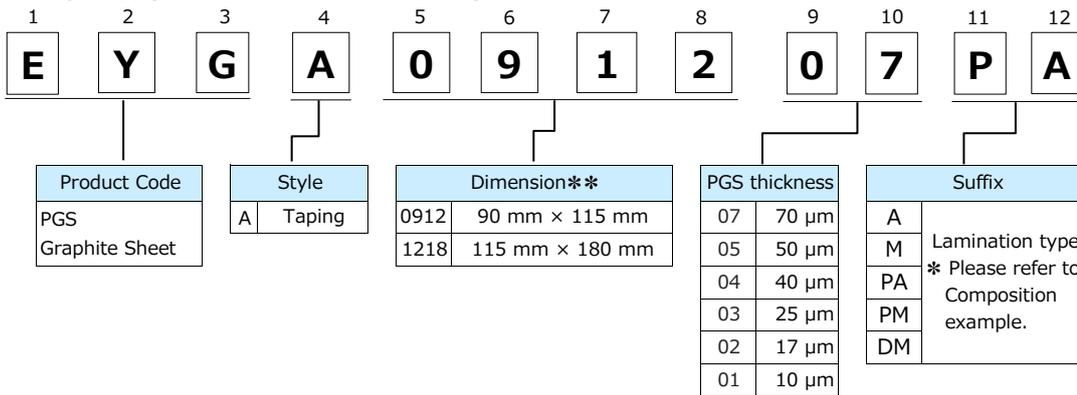 1 2 3 4 5 6 7 8 9 10 11 12
E Y G A 0 9 1 2 0 7 P A
Product Code
PGS
Graphite Sheet
Style
A Taping
Dimension**
0912 90 mm × 115 mm
1218 115 mm × 180 mm
PGS thickness
07 70 µm
05 50 µm
04 40 µm
03 25 µm
02 17 µm
01 10 µm
Suffix
A
M
PA
PM
DM
Lamination type
* Please refer to
Composition
example.